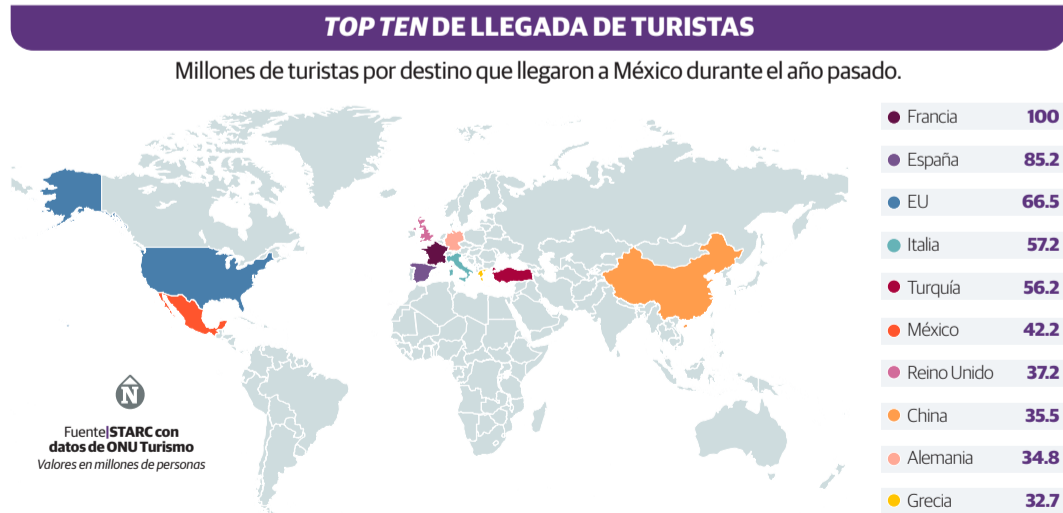 TOP TEN DE LLEGADA DE TURISTAS
Millones de turistas por destino que llegaron a México durante el año pasado.
Francia 100
España 85.2
EU 66.5
Italia 57.2
Turquía 56.2
México 42.2
Reino Unido 37.2
China 35.5
Alemania 34.8
Grecia 32.7
N
Fuente|STARC con
datos de ONU Turismo
Valores en millones de personas